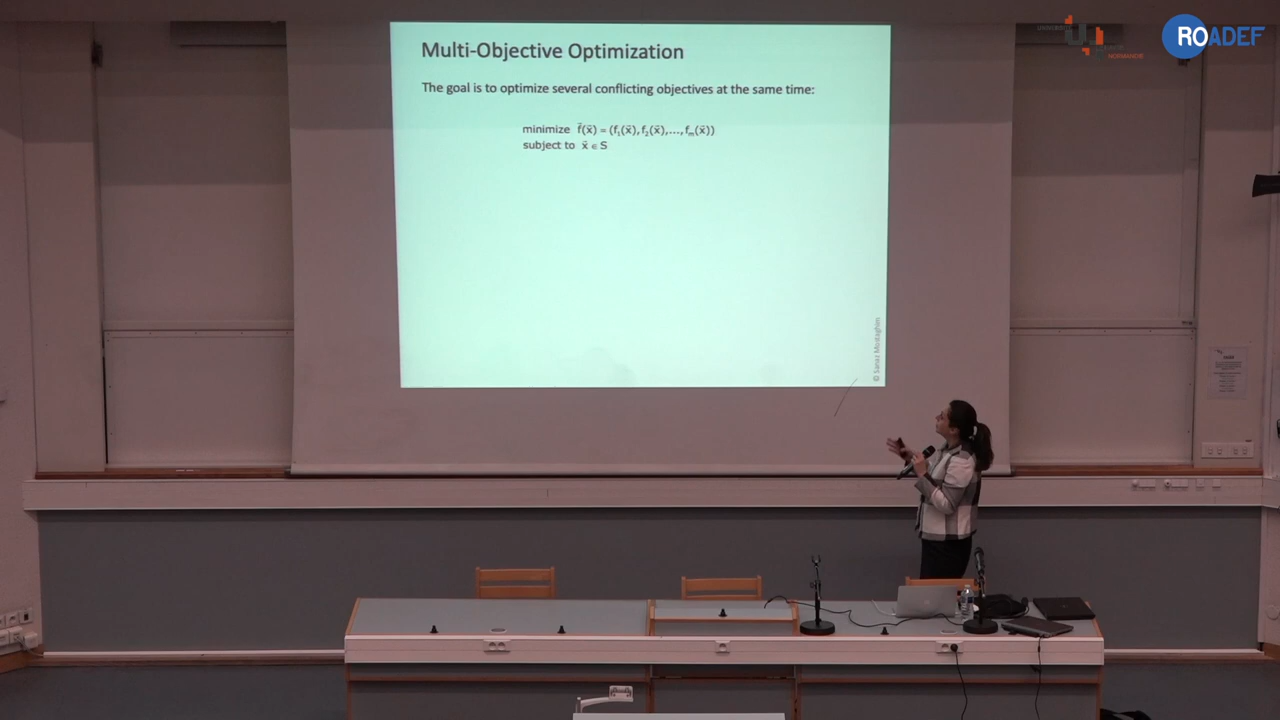 Multi-Objective Optimization
The goal is to optimize several conflicting objectives at the same time:
minimize f⃗(x⃗) = (f₁(x⃗), f₂(x⃗),..., fₘ(x⃗))
subject to x⃗ ∈ S
© Sanaz Mostaghim
ROADEF
NORMANDIE